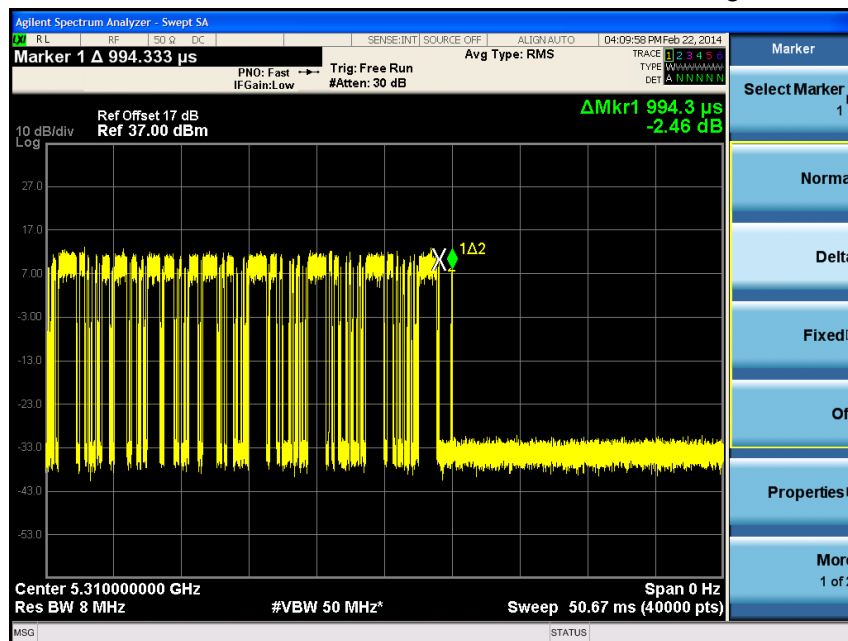 Agilent Spectrum Analyzer - Swept SA
LXI RL RF 50 Ω DC SENSE:INT SOURCE OFF ALIGN AUTO 04:09:58 PM Feb 22, 2014
Marker 1 Δ 994.333 µs
PNO: Fast
IFGain:Low
Trig: Free Run
#Atten: 30 dB
Avg Type: RMS
TRACE 1 2 3 4 5 6
TYPE WWWWWW
DET A N N N N N
Ref Offset 17 dB
10 dB/div Ref 37.00 dBm
Log
ΔMkr1 994.3 µs
-2.46 dB
27.0
17.0
7.00
-3.00
-13.0
-23.0
-33.0
-43.0
-53.0
X
1Δ2
2
Center 5.310000000 GHz Span 0 Hz
Res BW 8 MHz #VBW 50 MHz* Sweep 50.67 ms (40000 pts)
MSG STATUS
Marker
Select Marker
1
Norma
Delta
Fixed
Of
Properties
More
1 of 2